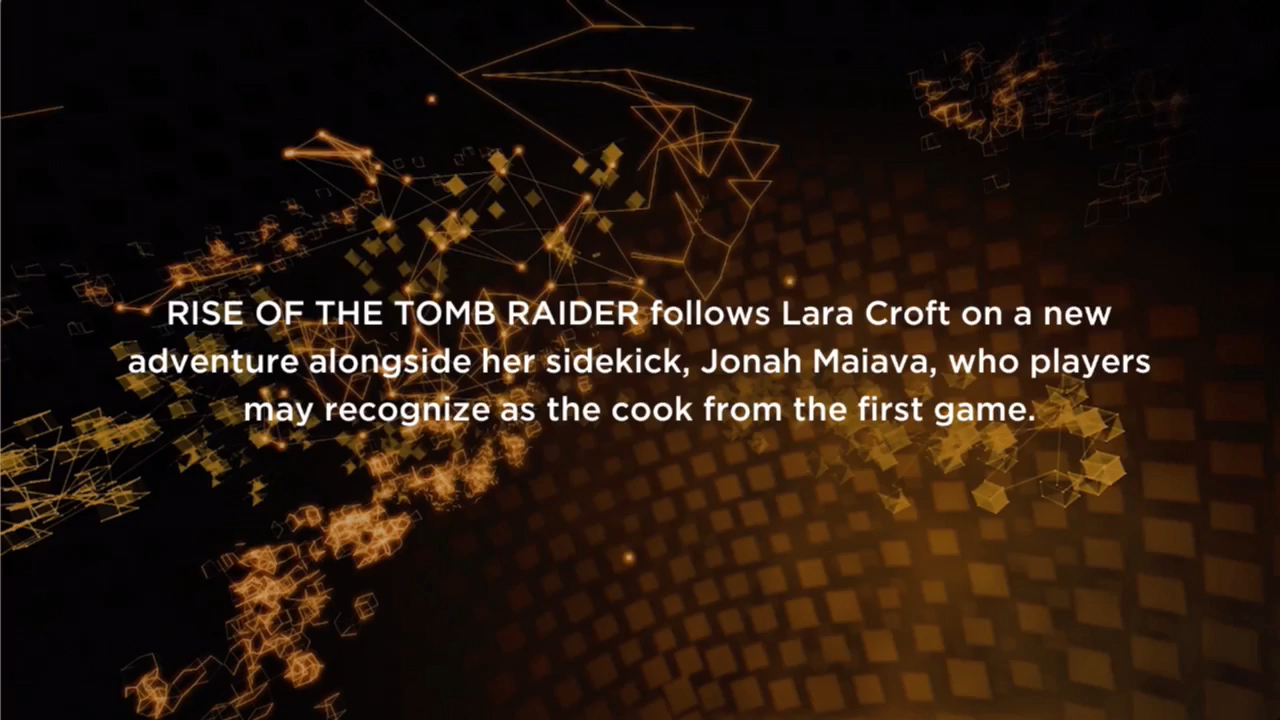 RISE OF THE TOMB RAIDER follows Lara Croft on a new
adventure alongside her sidekick, Jonah Maiava, who players
may recognize as the cook from the first game.